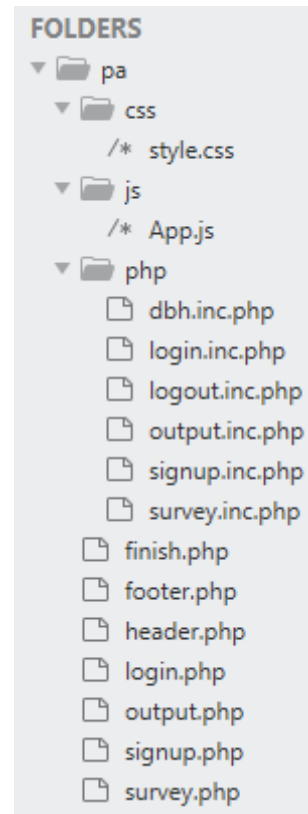 FOLDERS
pa
css
/* style.css
js
/* App.js
php
dbh.inc.php
login.inc.php
logout.inc.php
output.inc.php
signup.inc.php
survey.inc.php
finish.php
footer.php
header.php
login.php
output.php
signup.php
survey.php